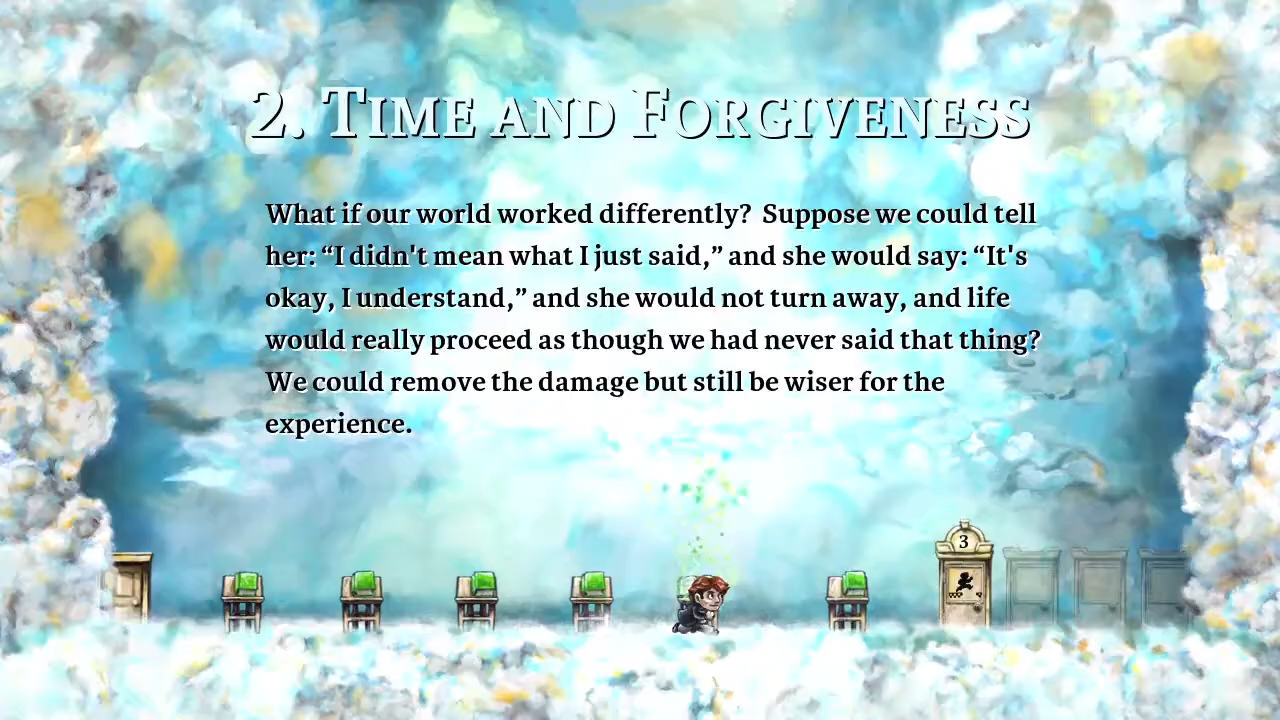 2. Time and Forgiveness
What if our world worked differently?  Suppose we could tell
her: “I didn't mean what I just said,” and she would say: “It's
okay, I understand,” and she would not turn away, and life
would really proceed as though we had never said that thing?
We could remove the damage but still be wiser for the
experience.
3